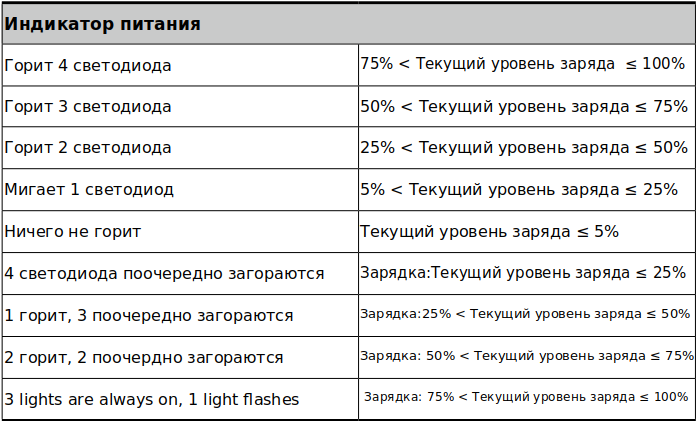 Индикатор питания
Горит 4 светодиода 75% < Текущий уровень заряда ≤ 100%
Горит 3 светодиода 50% < Текущий уровень заряда ≤ 75%
Горит 2 светодиода 25% < Текущий уровень заряда ≤ 50%
Мигает 1 светодиод 5% < Текущий уровень заряда ≤ 25%
Ничего не горит Текущий уровень заряда ≤ 5%
4 светодиода поочередно загораются Зарядка:Текущий уровень заряда ≤ 25%
1 горит, 3 поочередно загораются Зарядка:25% < Текущий уровень заряда ≤ 50%
2 горит, 2 поочердно загораются Зарядка: 50% < Текущий уровень заряда ≤ 75%
3 lights are always on, 1 light flashes Зарядка: 75% < Текущий уровень заряда ≤ 100%